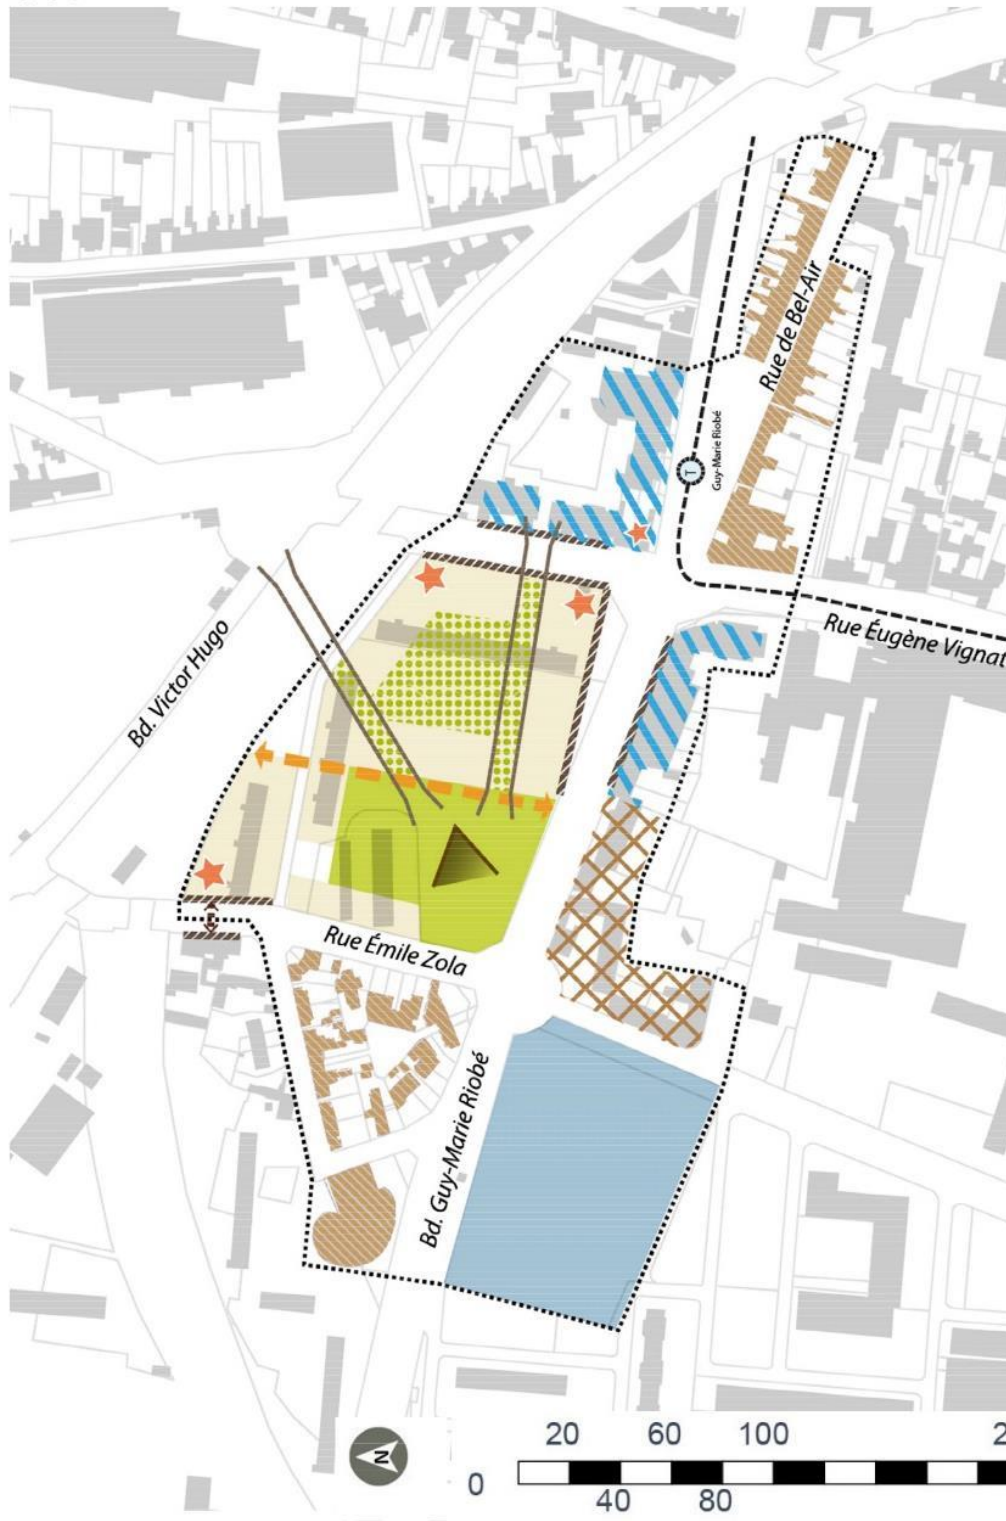 Rue de Bel-Air
Guy-Marie Riobé
T
Rue Éugène Vignat
Bd. Victor Hugo
Rue Émile Zola
Bd. Guy-Marie Riobé
N
20 60 100 2
0
40 80